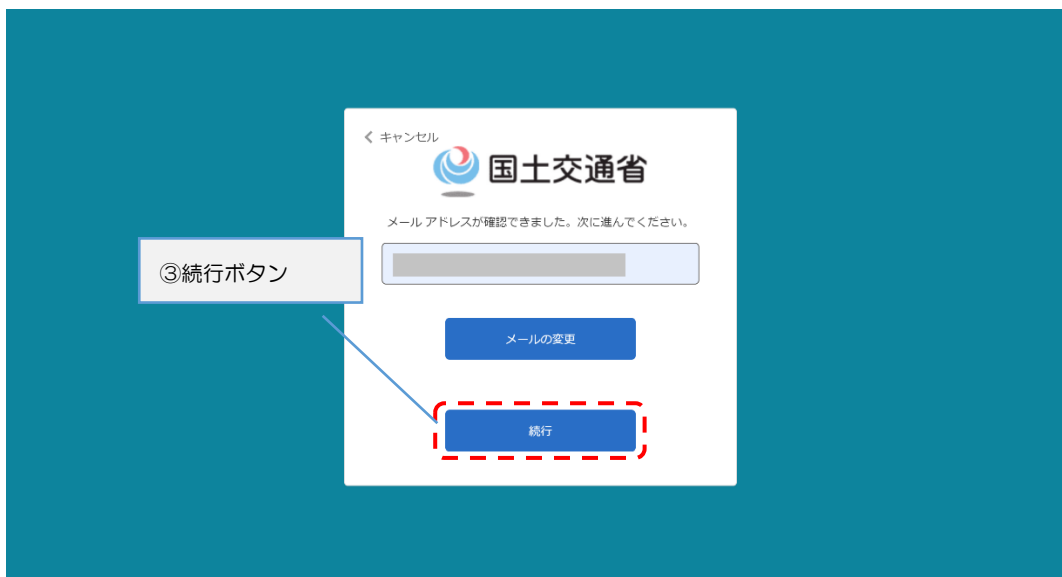 キャンセル
国土交通省
メール アドレスが確認できました。次に進んでください。
③続行ボタン
メールの変更
続行